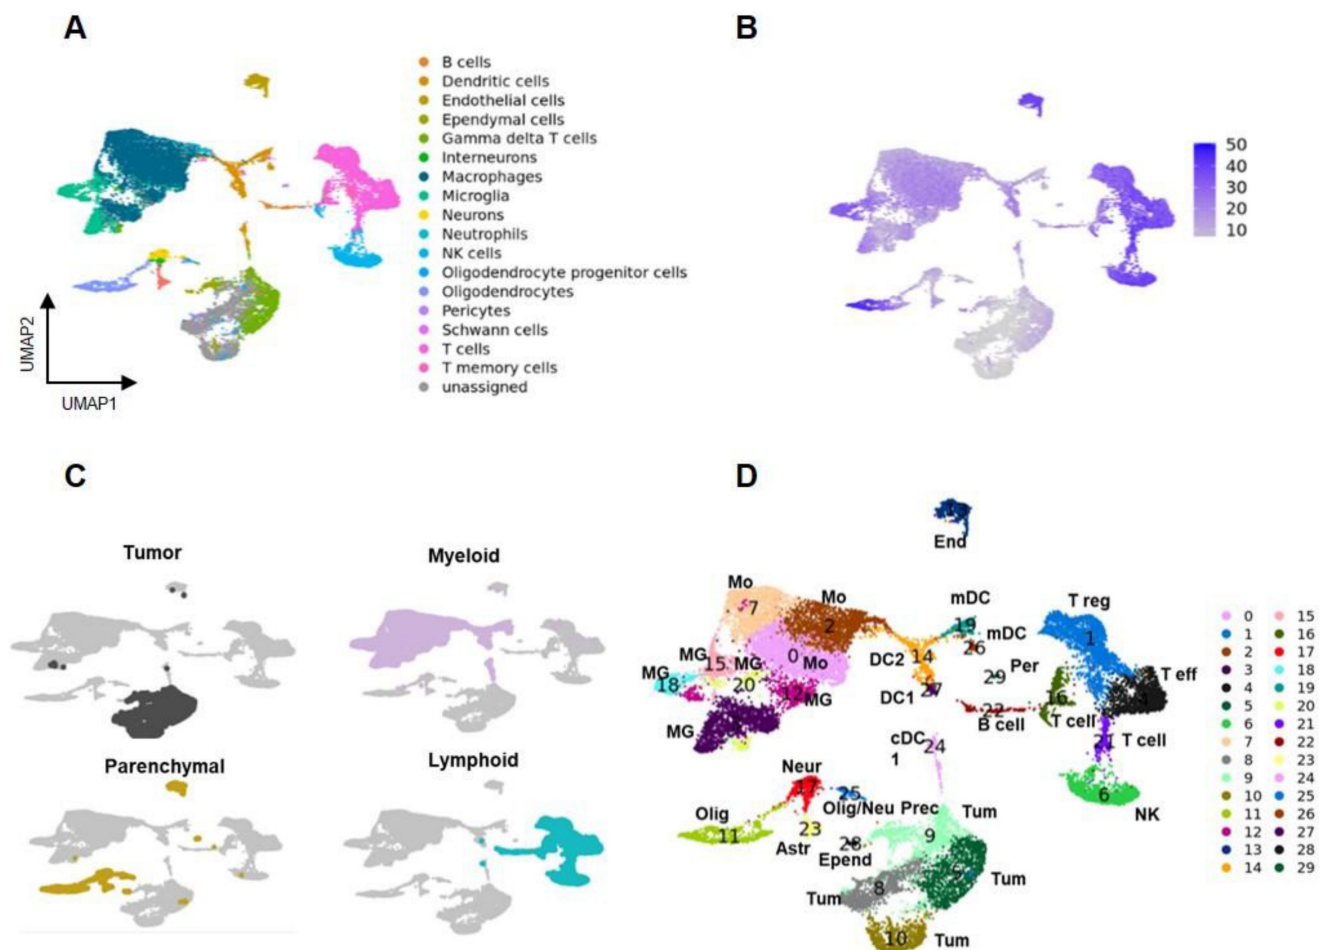 A
B cells
Dendritic cells
Endothelial cells
Ependymal cells
Gamma delta T cells
Interneurons
Macrophages
Microglia
Neurons
Neutrophils
NK cells
Oligodendrocyte progenitor cells
Oligodendrocytes
Pericytes
Schwann cells
T cells
T memory cells
unassigned
UMAP2
UMAP1
B
50
40
30
20
10
C
Tumor
Myeloid
Parenchymal
Lymphoid
D
End
Mo
7
Mo
2
mDC
19
mDC
26
T reg
1
MG
15
MG
0
Mo
DC2
14
Per
29
T eff
MG
18
20
12
MG
DC1
27
16
22
B cell
T cell
21
T cell
MG
cDC
1
24
6
NK
Neur
17
25
Olig/Neu Prec
Tum
Olig
11
23
Astr
28
Epend
9
5
Tum
Tum
8
10
Tum
0
1
2
3
4
5
6
7
8
9
10
11
12
13
14
15
16
17
18
19
20
21
22
23
24
25
26
27
28
29